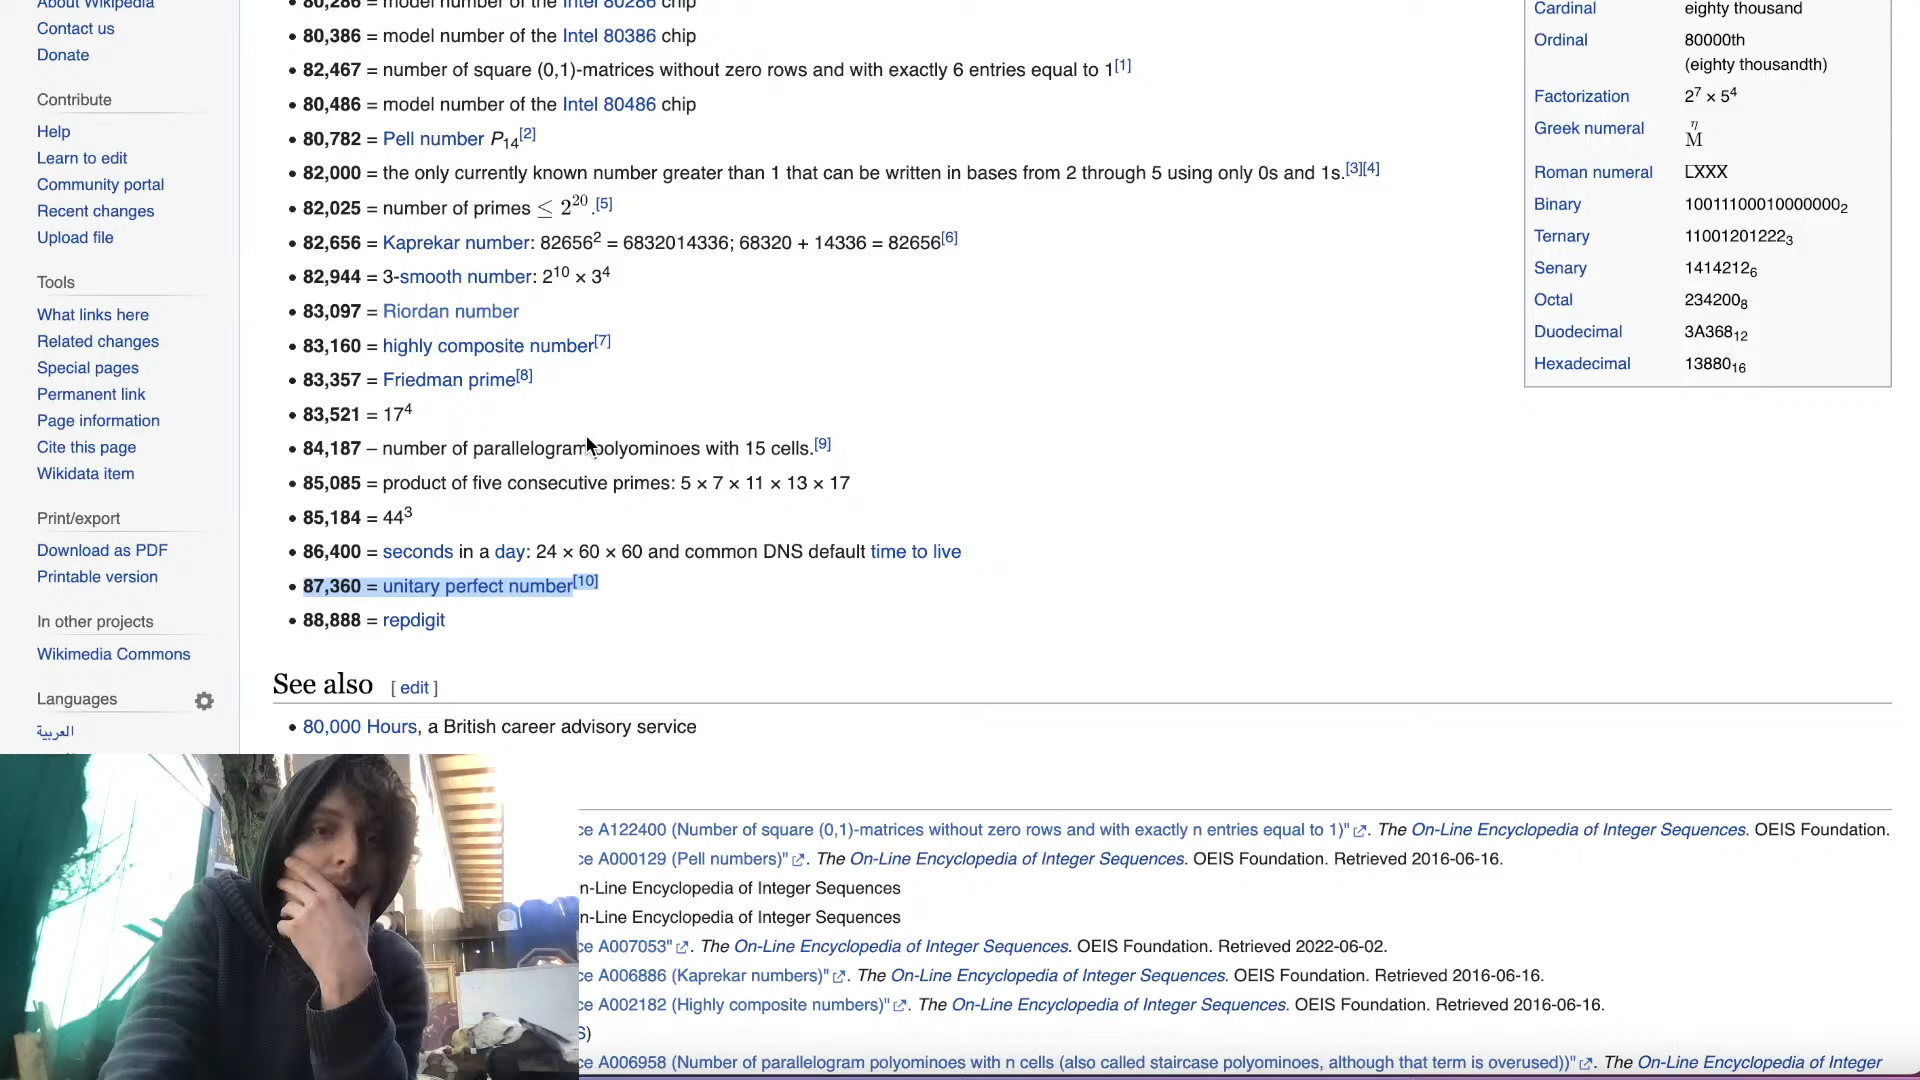 About Wikipedia
Contact us
Donate
Contribute
Help
Learn to edit
Community portal
Recent changes
Upload file
Tools
What links here
Related changes
Special pages
Permanent link
Page information
Cite this page
Wikidata item
Print/export
Download as PDF
Printable version
In other projects
Wikimedia Commons
Languages
العربية
80,286 = model number of the Intel 80286 chip
80,386 = model number of the Intel 80386 chip
82,467 = number of square (0,1)-matrices without zero rows and with exactly 6 entries equal to 1[1]
80,486 = model number of the Intel 80486 chip
80,782 = Pell number P14[2]
82,000 = the only currently known number greater than 1 that can be written in bases from 2 through 5 using only 0s and 1s.[3][4]
82,025 = number of primes ≤ 2^20.[5]
82,656 = Kaprekar number: 82656² = 6832014336; 68320 + 14336 = 82656[6]
82,944 = 3-smooth number: 2^10 × 3^4
83,097 = Riordan number
83,160 = highly composite number[7]
83,357 = Friedman prime[8]
83,521 = 17^4
84,187 – number of parallelogram polyominoes with 15 cells.[9]
85,085 = product of five consecutive primes: 5 × 7 × 11 × 13 × 17
85,184 = 44³
86,400 = seconds in a day: 24 × 60 × 60 and common DNS default time to live
87,360 = unitary perfect number[10]
88,888 = repdigit
See also [ edit ]
80,000 Hours, a British career advisory service
ce A122400 (Number of square (0,1)-matrices without zero rows and with exactly n entries equal to 1)". The On-Line Encyclopedia of Integer Sequences. OEIS Foundation.
ce A000129 (Pell numbers)". The On-Line Encyclopedia of Integer Sequences. OEIS Foundation. Retrieved 2016-06-16.
n-Line Encyclopedia of Integer Sequences
n-Line Encyclopedia of Integer Sequences
ce A007053". The On-Line Encyclopedia of Integer Sequences. OEIS Foundation. Retrieved 2022-06-02.
ce A006886 (Kaprekar numbers)". The On-Line Encyclopedia of Integer Sequences. OEIS Foundation. Retrieved 2016-06-16.
ce A002182 (Highly composite numbers)". The On-Line Encyclopedia of Integer Sequences. OEIS Foundation. Retrieved 2016-06-16.
S)
ce A006958 (Number of parallelogram polyominoes with n cells (also called staircase polyominoes, although that term is overused))". The On-Line Encyclopedia of Integer
Cardinal eighty thousand
Ordinal 80000th
(eighty thousandth)
Factorization 2^7 × 5^4
Greek numeral η
M
Roman numeral L̅X̅X̅X̅
Binary 10011100010000000₂
Ternary 11001201222₃
Senary 1414212₆
Octal 234200₈
Duodecimal 3A368₁₂
Hexadecimal 13880₁₆